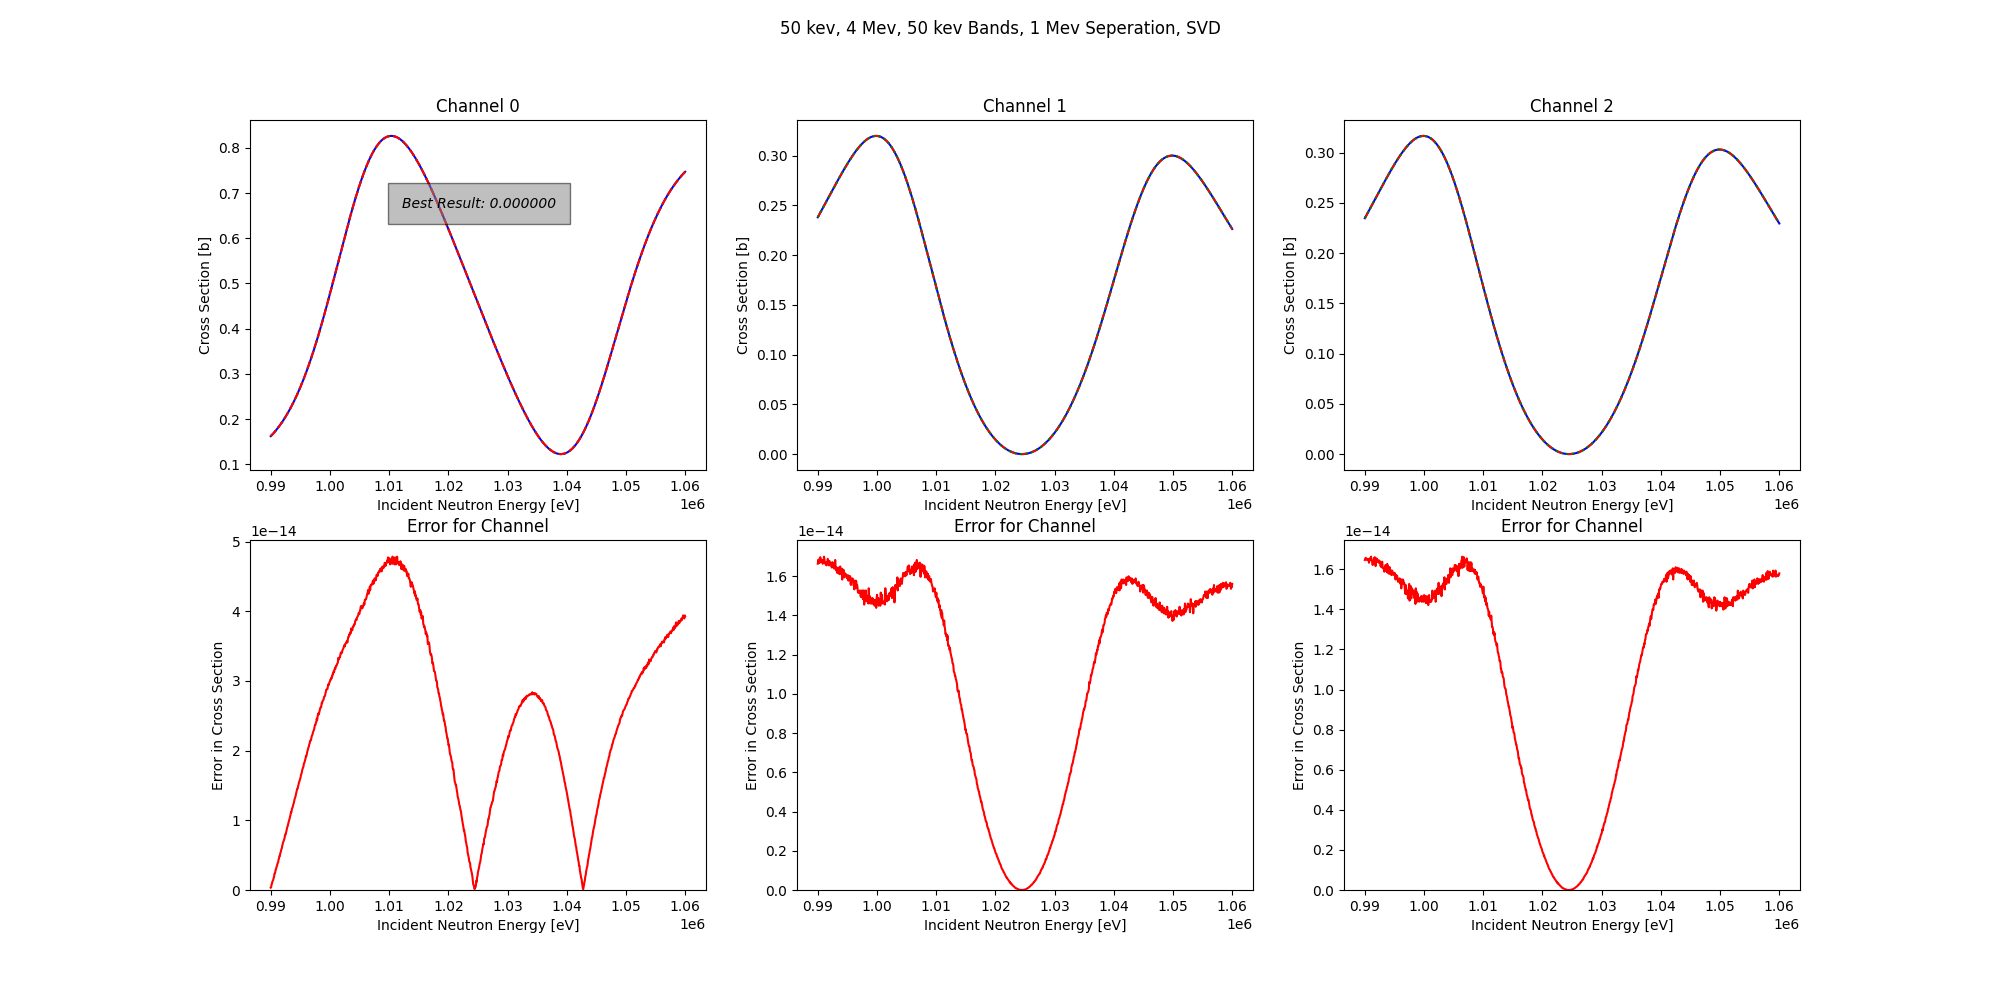 50 kev, 4 Mev, 50 kev Bands, 1 Mev Seperation, SVD
Channel 0
Cross Section [b]
0.8
0.7
0.6
0.5
0.4
0.3
0.2
0.1
Best Result: 0.000000
0.99 1.00 1.01 1.02 1.03 1.04 1.05 1.06
Incident Neutron Energy [eV]
1e6
Channel 1
Cross Section [b]
0.30
0.25
0.20
0.15
0.10
0.05
0.00
0.99 1.00 1.01 1.02 1.03 1.04 1.05 1.06
Incident Neutron Energy [eV]
1e6
Channel 2
Cross Section [b]
0.30
0.25
0.20
0.15
0.10
0.05
0.00
0.99 1.00 1.01 1.02 1.03 1.04 1.05 1.06
Incident Neutron Energy [eV]
1e6
Error for Channel
1e−14
Error in Cross Section
5
4
3
2
1
0
0.99 1.00 1.01 1.02 1.03 1.04 1.05 1.06
Incident Neutron Energy [eV]
1e6
Error for Channel
1e−14
Error in Cross Section
1.6
1.4
1.2
1.0
0.8
0.6
0.4
0.2
0.0
0.99 1.00 1.01 1.02 1.03 1.04 1.05 1.06
Incident Neutron Energy [eV]
1e6
Error for Channel
1e−14
Error in Cross Section
1.6
1.4
1.2
1.0
0.8
0.6
0.4
0.2
0.0
0.99 1.00 1.01 1.02 1.03 1.04 1.05 1.06
Incident Neutron Energy [eV]
1e6